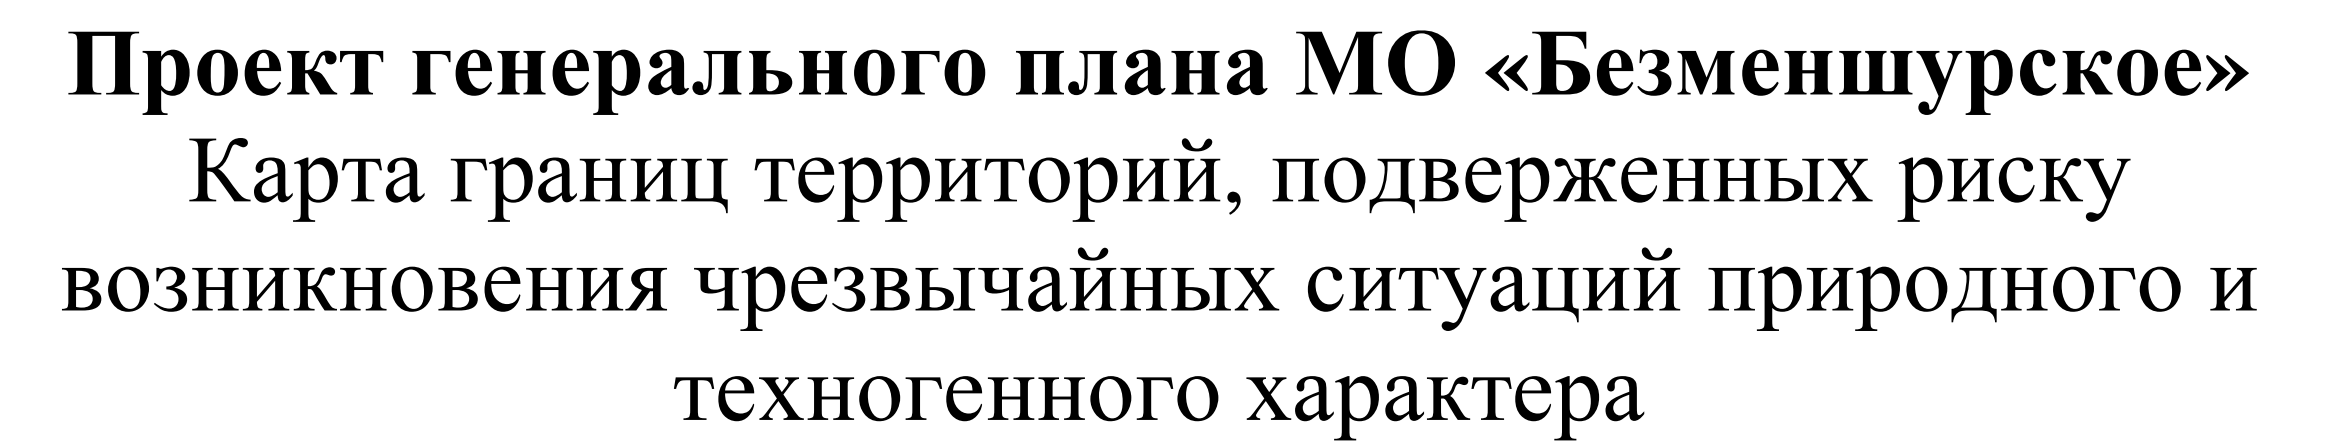 Проект генерального плана МО «Безменшурское»
Карта границ территорий, подверженных риску
возникновения чрезвычайных ситуаций природного и
техногенного характера